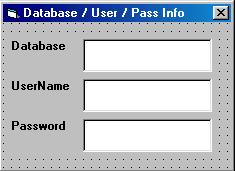 Database / User / Pass Info
Database
UserName
Password